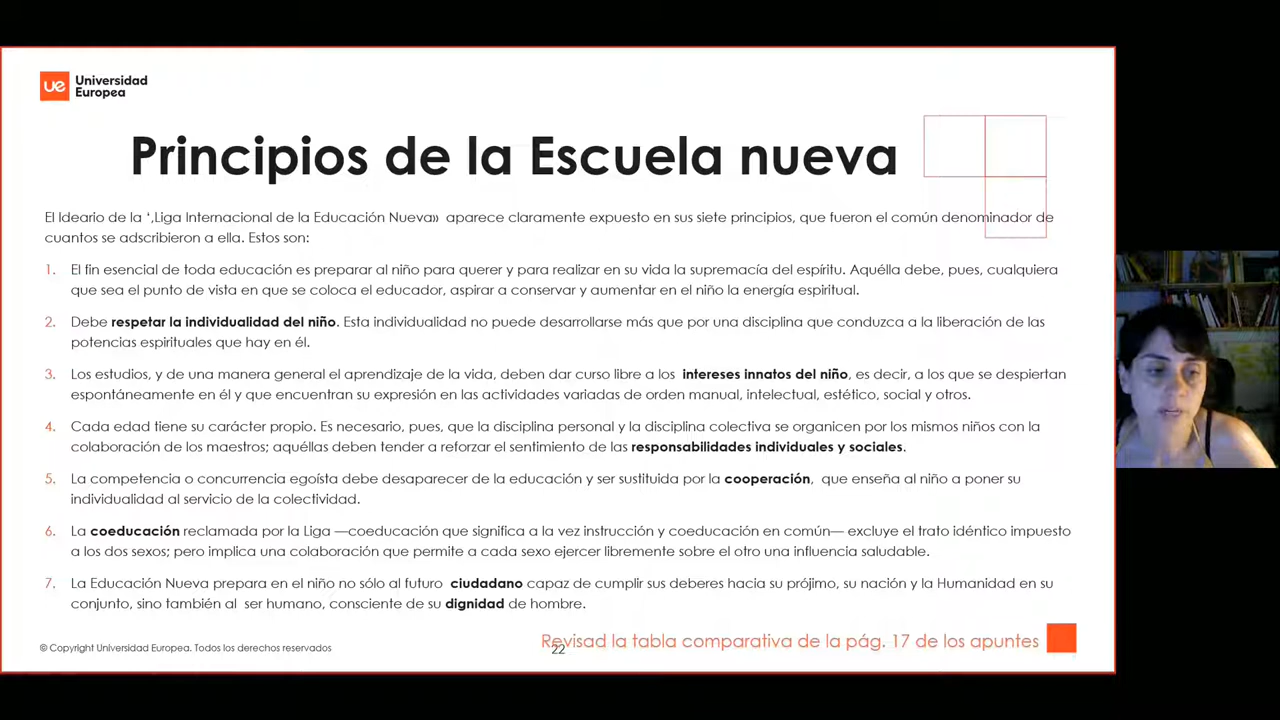 ue Universidad
Europea
Principios de la Escuela nueva
El Ideario de la ‘,Liga Internacional de la Educación Nueva» aparece claramente expuesto en sus siete principios, que fueron el común denominador de
cuantos se adscribieron a ella. Estos son:
1. El fin esencial de toda educación es preparar al niño para querer y para realizar en su vida la supremacía del espíritu. Aquélla debe, pues, cualquiera
que sea el punto de vista en que se coloca el educador, aspirar a conservar y aumentar en el niño la energía espiritual.
2. Debe respetar la individualidad del niño. Esta individualidad no puede desarrollarse más que por una disciplina que conduzca a la liberación de las
potencias espirituales que hay en él.
3. Los estudios, y de una manera general el aprendizaje de la vida, deben dar curso libre a los intereses innatos del niño, es decir, a los que se despiertan
espontáneamente en él y que encuentran su expresión en las actividades variadas de orden manual, intelectual, estético, social y otros.
4. Cada edad tiene su carácter propio. Es necesario, pues, que la disciplina personal y la disciplina colectiva se organicen por los mismos niños con la
colaboración de los maestros; aquéllas deben tender a reforzar el sentimiento de las responsabilidades individuales y sociales.
5. La competencia o concurrencia egoísta debe desaparecer de la educación y ser sustituida por la cooperación, que enseña al niño a poner su
individualidad al servicio de la colectividad.
6. La coeducación reclamada por la Liga —coeducación que significa a la vez instrucción y coeducación en común— excluye el trato idéntico impuesto
a los dos sexos; pero implica una colaboración que permite a cada sexo ejercer libremente sobre el otro una influencia saludable.
7. La Educación Nueva prepara en el niño no sólo al futuro ciudadano capaz de cumplir sus deberes hacia su prójimo, su nación y la Humanidad en su
conjunto, sino también al ser humano, consciente de su dignidad de hombre.
Revisad la tabla comparativa de la pág. 17 de los apuntes
© Copyright Universidad Europea. Todos los derechos reservados
22